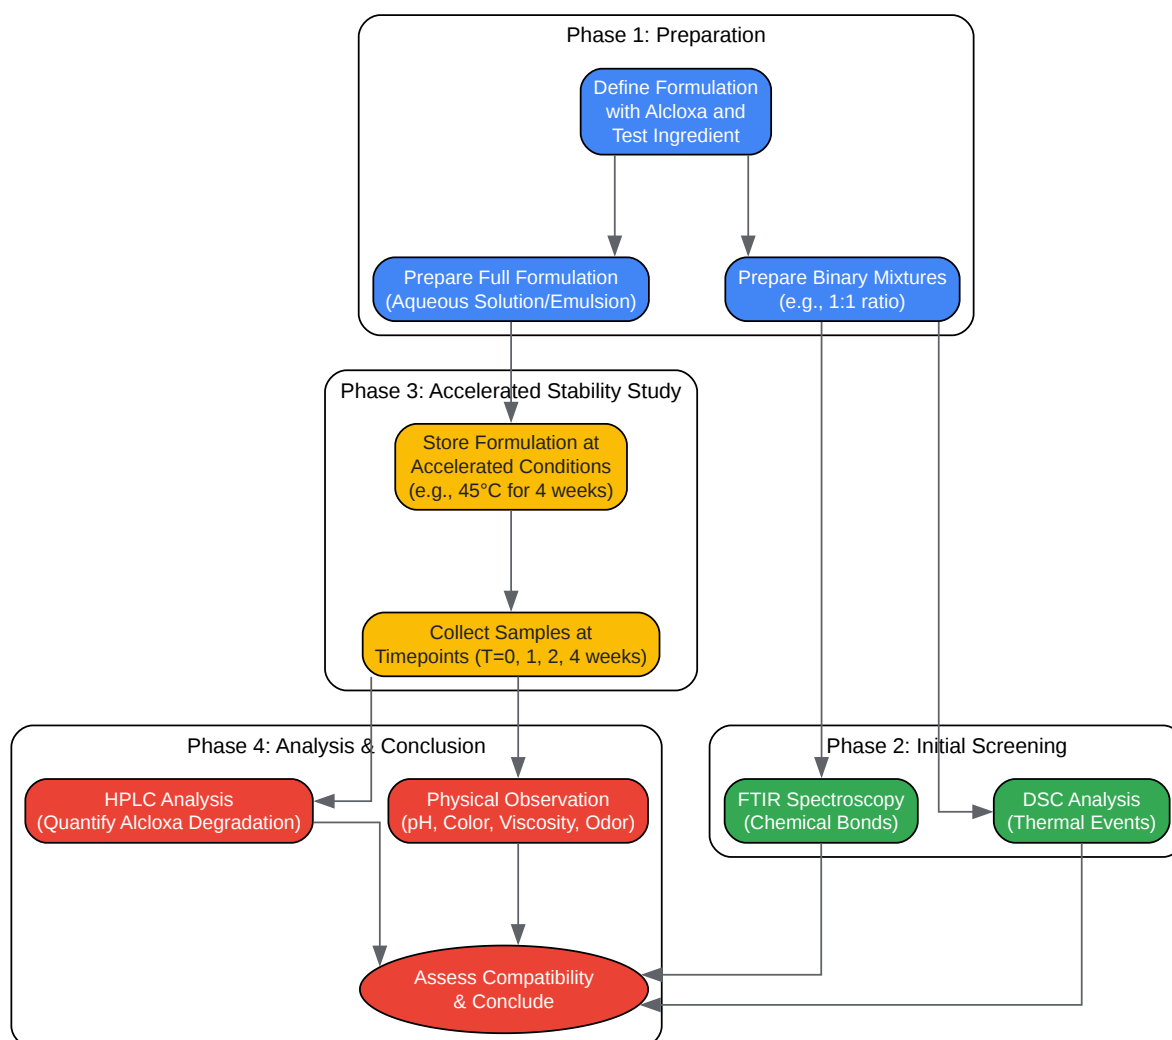 Phase 1: Preparation
Define Formulation
with Alcloxa and
Test Ingredient
Prepare Full Formulation
(Aqueous Solution/Emulsion)
Prepare Binary Mixtures
(e.g., 1:1 ratio)
Phase 3: Accelerated Stability Study
Store Formulation at
Accelerated Conditions
(e.g., 45°C for 4 weeks)
Collect Samples at
Timepoints (T=0, 1, 2, 4 weeks)
Phase 4: Analysis & Conclusion
HPLC Analysis
(Quantify Alcloxa Degradation)
Physical Observation
(pH, Color, Viscosity, Odor)
Phase 2: Initial Screening
FTIR Spectroscopy
(Chemical Bonds)
DSC Analysis
(Thermal Events)
Assess Compatibility
& Conclude